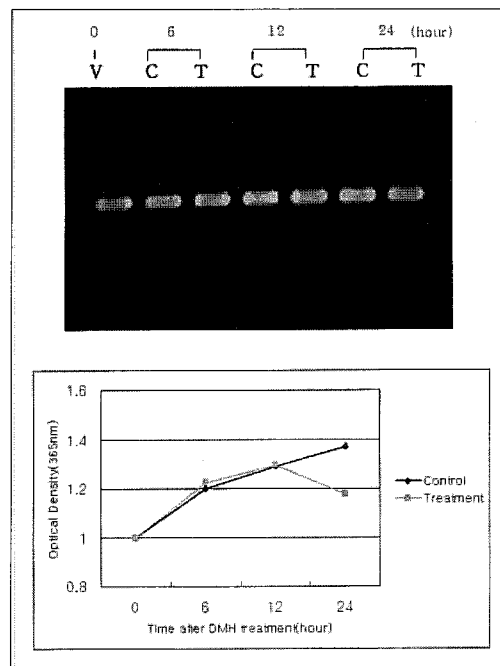 0 6 12 24 (hour)
V C T C T C T
1.6
1.4
1.2
1
0.8
Optical Density(365nm)
0 6 12 24
Time after DMH treatment(hour)
Control
Treatment